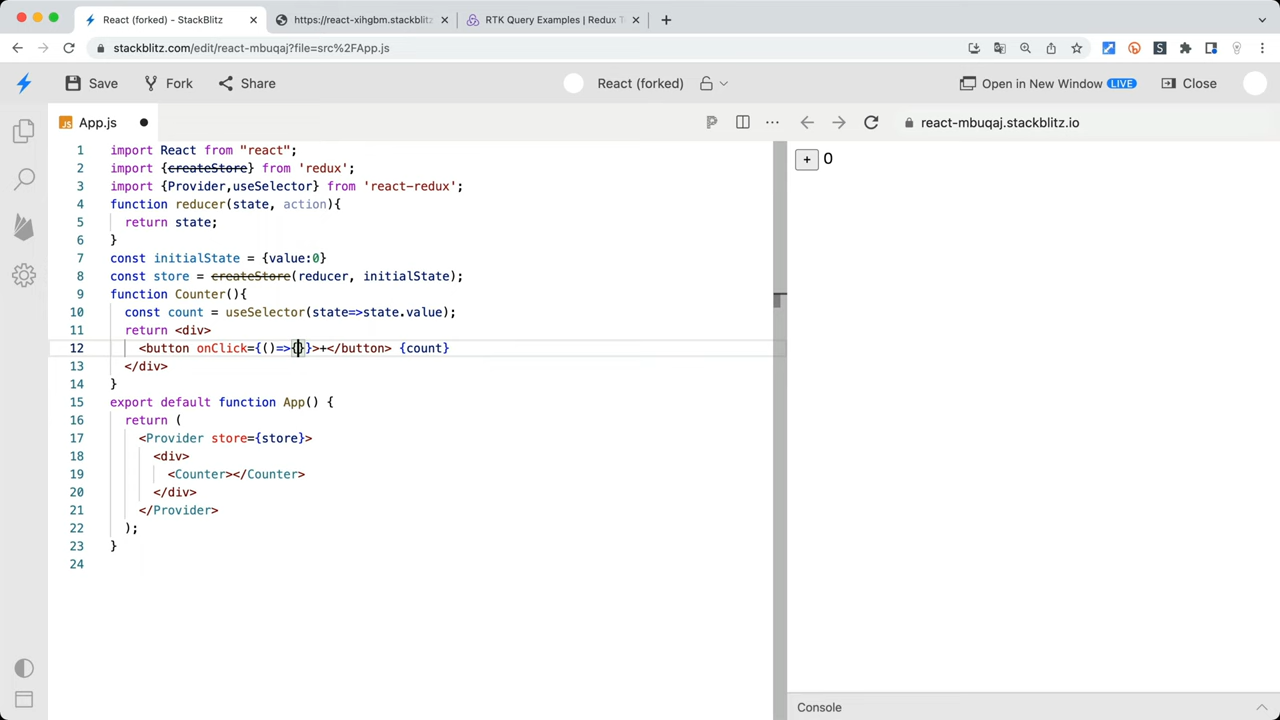 React (forked) - StackBlitz
https://react-xihgbm.stackblitz
RTK Query Examples | Redux T
stackblitz.com/edit/react-mbuqaj?file=src%2FApp.js
Save
Fork
Share
React (forked)
Open in New Window LIVE
Close
JS App.js
react-mbuqaj.stackblitz.io
1 import React from "react";
2 import {createStore} from 'redux';
3 import {Provider,useSelector} from 'react-redux';
4 function reducer(state, action){
5 return state;
6 }
7 const initialState = {value:0}
8 const store = createStore(reducer, initialState);
9 function Counter(){
10 const count = useSelector(state=>state.value);
11 return <div>
12 <button onClick={()=>{}}>+</button> {count}
13 </div>
14 }
15 export default function App() {
16 return (
17 <Provider store={store}>
18 <div>
19 <Counter></Counter>
20 </div>
21 </Provider>
22 );
23 }
24
+ 0
Console